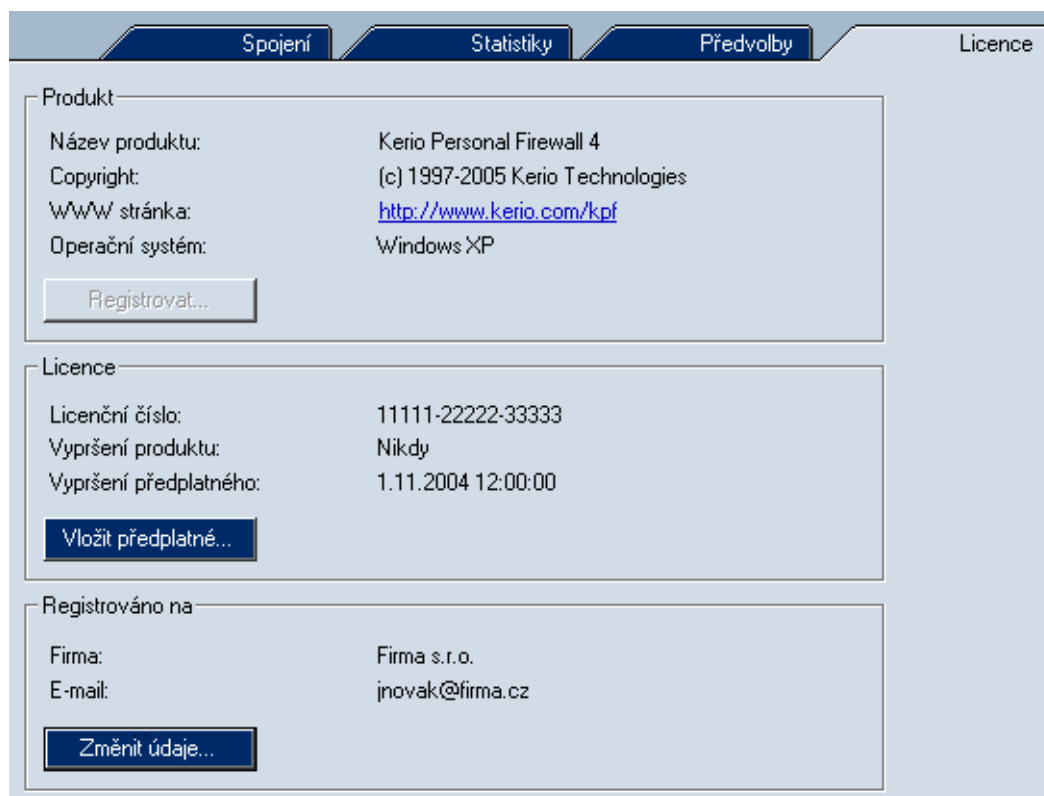 Spojení Statistiky Předvolby Licence
Produkt
Název produktu: Kerio Personal Firewall 4
Copyright: (c) 1997-2005 Kerio Technologies
WWW stránka: http://www.kerio.com/kpf
Operační systém: Windows XP
Registrovat...
Licence
Licenční číslo: 11111-22222-33333
Vypršení produktu: Nikdy
Vypršení předplatného: 1.11.2004 12:00:00
Vložit předplatné...
Registrováno na
Firma: Firma s.r.o.
E-mail: jnovak@firma.cz
Změnit údaje...